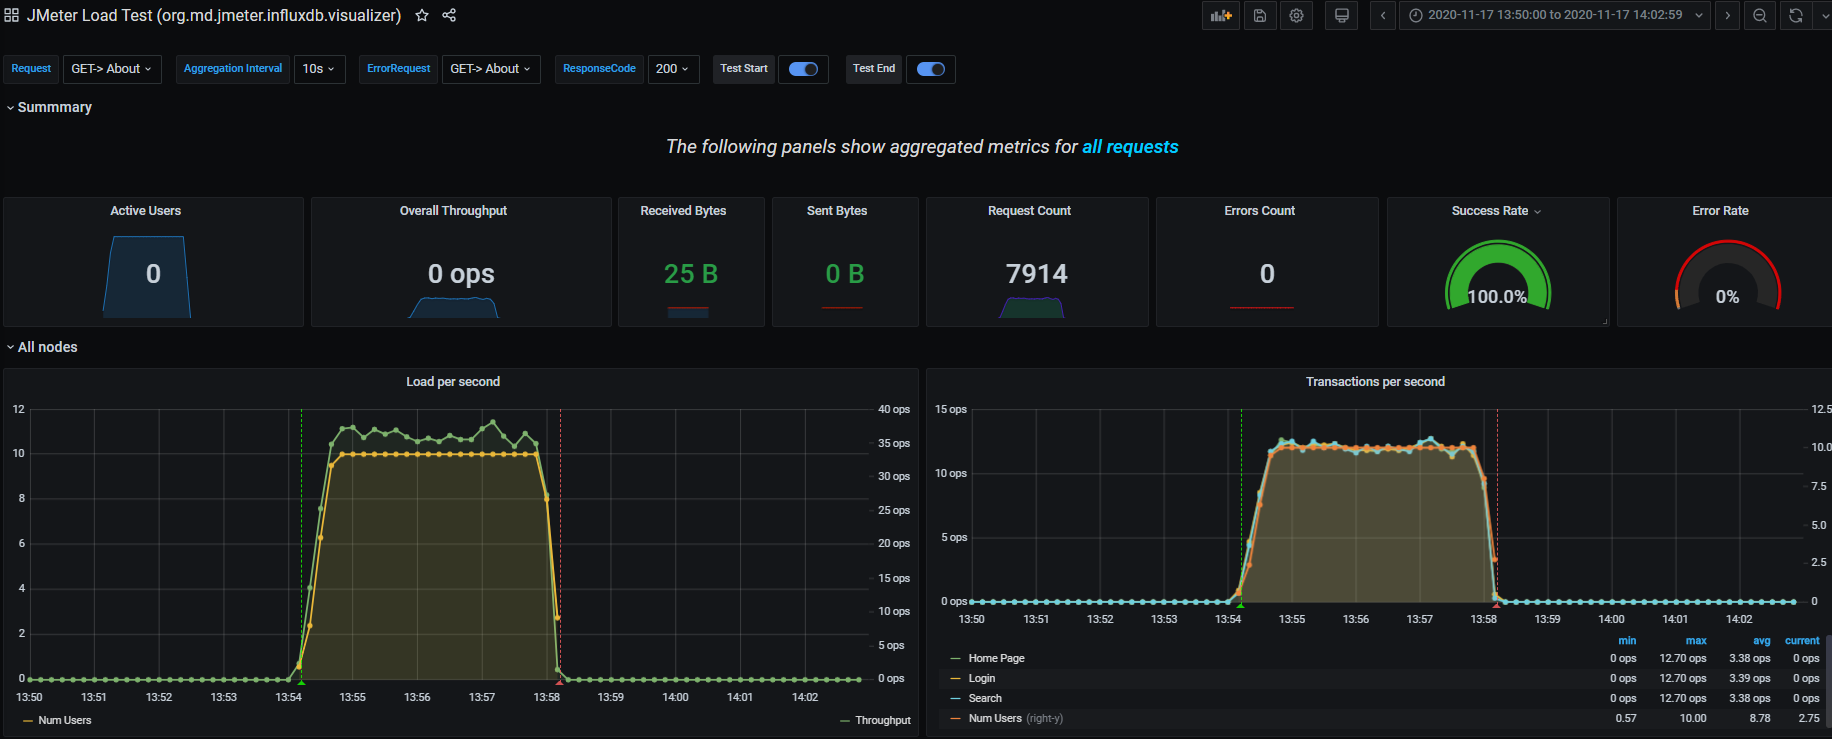 JMeter Load Test (org.md.jmeter.influxdb.visualizer)
2020-11-17 13:50:00 to 2020-11-17 14:02:59
Request GET-> About Aggregation Interval 10s ErrorRequest GET-> About ResponseCode 200 Test Start Test End
Summmary
The following panels show aggregated metrics for all requests
Active Users
0
Overall Throughput
0 ops
Received Bytes
25 B
Sent Bytes
0 B
Request Count
7914
Errors Count
0
Success Rate
100.0%
Error Rate
0%
All nodes
Load per second
12 40 ops
35 ops
10
30 ops
8
25 ops
6 20 ops
15 ops
4
10 ops
2
5 ops
0 0 ops
13:50 13:51 13:52 13:53 13:54 13:55 13:56 13:57 13:58 13:59 14:00 14:01 14:02
Num Users Throughput
Transactions per second
15 ops 12.5
10.0
10 ops
7.5
5 ops 5.0
2.5
0 ops 0
13:50 13:51 13:52 13:53 13:54 13:55 13:56 13:57 13:58 13:59 14:00 14:01 14:02
min max avg current
Home Page 0 ops 12.70 ops 3.38 ops 0 ops
Login 0 ops 12.70 ops 3.39 ops 0 ops
Search 0 ops 12.70 ops 3.38 ops 0 ops
Num Users (right-y) 0.57 10.00 8.78 2.75